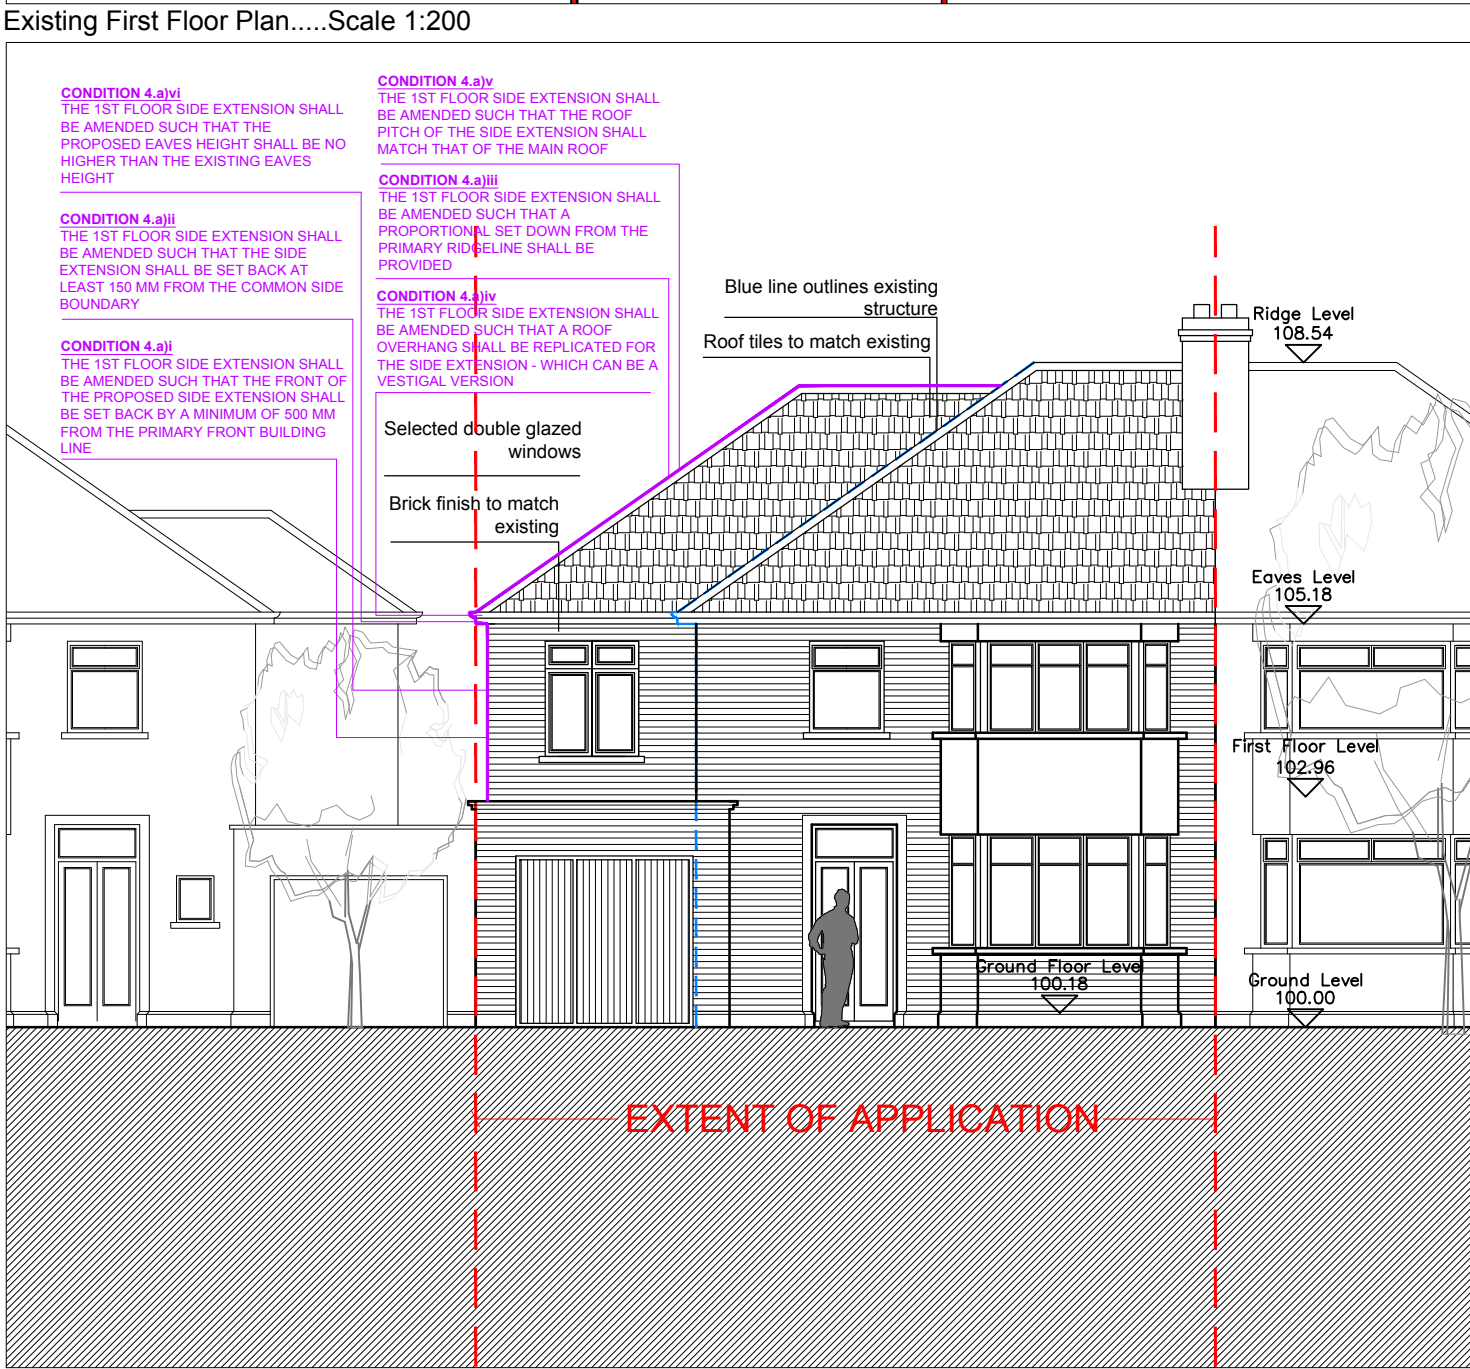 Existing First Floor Plan.....Scale 1:200
CONDITION 4.a)vi
THE 1ST FLOOR SIDE EXTENSION SHALL
BE AMENDED SUCH THAT THE
PROPOSED EAVES HEIGHT SHALL BE NO
HIGHER THAN THE EXISTING EAVES
HEIGHT
CONDITION 4.a)ii
THE 1ST FLOOR SIDE EXTENSION SHALL
BE AMENDED SUCH THAT THE SIDE
EXTENSION SHALL BE SET BACK AT
LEAST 150 MM FROM THE COMMON SIDE
BOUNDARY
CONDITION 4.a)i
THE 1ST FLOOR SIDE EXTENSION SHALL
BE AMENDED SUCH THAT THE FRONT OF
THE PROPOSED SIDE EXTENSION SHALL
BE SET BACK BY A MINIMUM OF 500 MM
FROM THE PRIMARY FRONT BUILDING
LINE
CONDITION 4.a)v
THE 1ST FLOOR SIDE EXTENSION SHALL
BE AMENDED SUCH THAT THE ROOF
PITCH OF THE SIDE EXTENSION SHALL
MATCH THAT OF THE MAIN ROOF
CONDITION 4.a)iii
THE 1ST FLOOR SIDE EXTENSION SHALL
BE AMENDED SUCH THAT A
PROPORTIONAL SET DOWN FROM THE
PRIMARY RIDGELINE SHALL BE
PROVIDED
CONDITION 4.a)iv
THE 1ST FLOOR SIDE EXTENSION SHALL
BE AMENDED SUCH THAT A ROOF
OVERHANG SHALL BE REPLICATED FOR
THE SIDE EXTENSION - WHICH CAN BE A
VESTIGAL VERSION
Selected double glazed
windows
Brick finish to match
existing
Blue line outlines existing
structure
Roof tiles to match existing
Ridge Level
108.54
Eaves Level
105.18
First Floor Level
102.96
Ground Floor Level
100.18
Ground Level
100.00
EXTENT OF APPLICATION